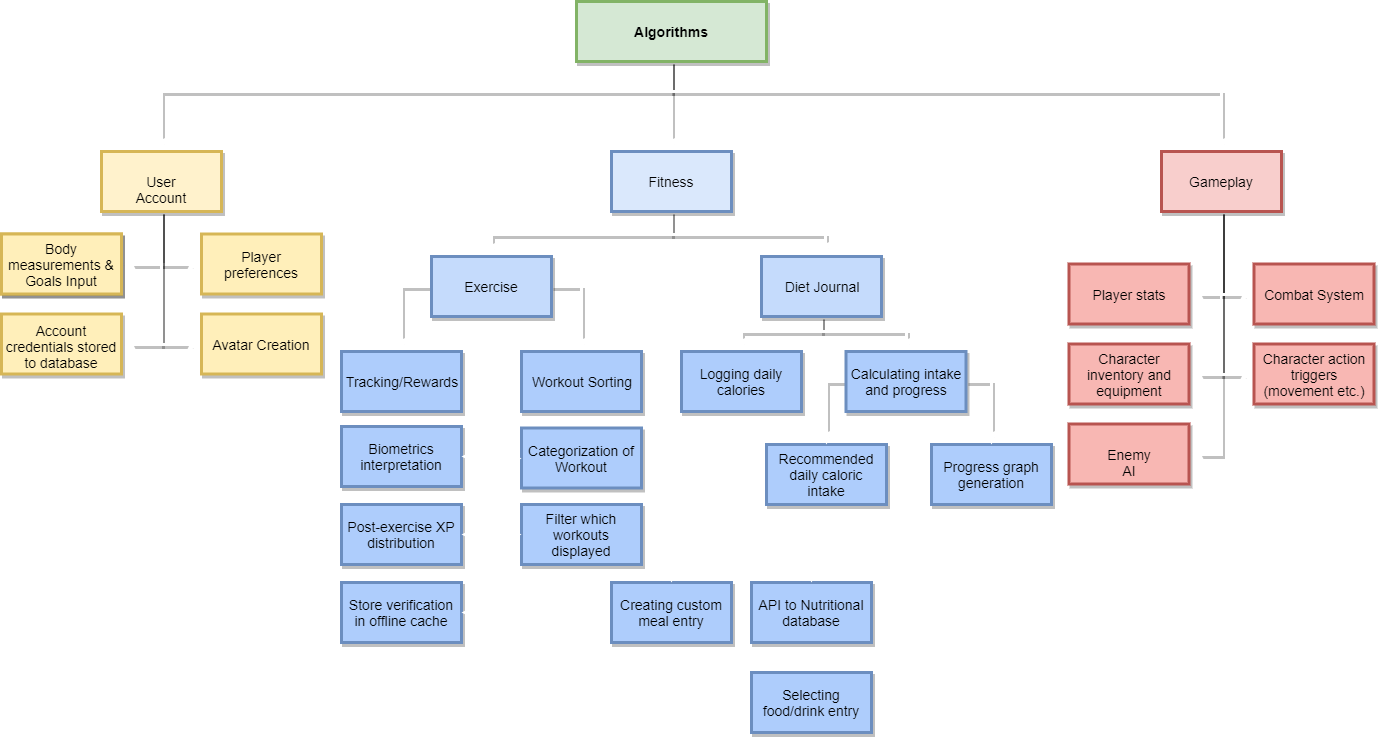 Algorithms
User
Account
Fitness
Gameplay
Body
measurements &
Goals Input
Player
preferences
Account
credentials stored
to database
Avatar Creation
Exercise
Diet Journal
Tracking/Rewards
Workout Sorting
Logging daily
calories
Calculating intake
and progress
Biometrics
interpretation
Categorization of
Workout
Recommended
daily caloric
intake
Progress graph
generation
Post-exercise XP
distribution
Filter which
workouts
displayed
Store verification
in offline cache
Creating custom
meal entry
API to Nutritional
database
Selecting
food/drink entry
Player stats
Combat System
Character
inventory and
equipment
Character action
triggers
(movement etc.)
Enemy
AI